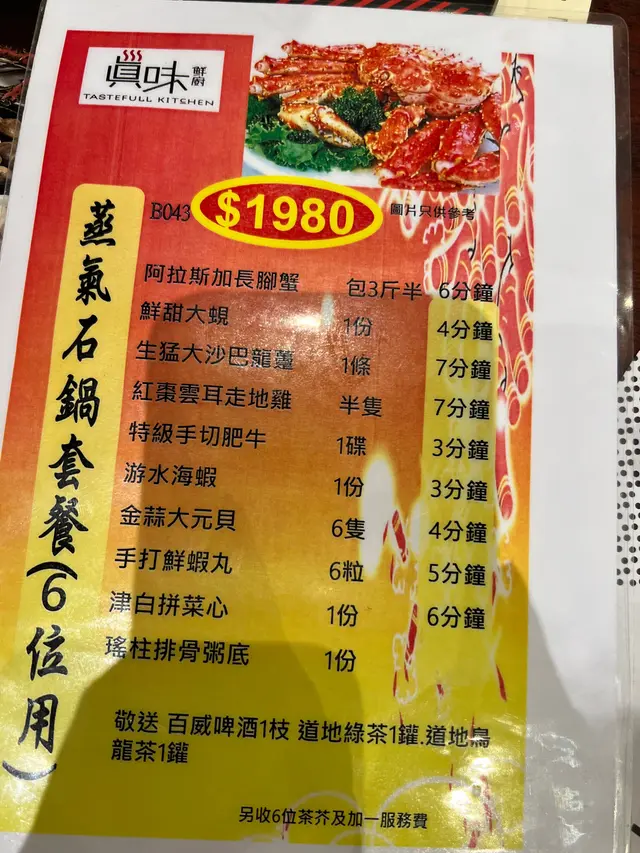 眞味 鮮廚
TASTEFULL KITCHEN
B043 $1980 圖片只供參考
蒸氣石鍋套餐(6位用)
阿拉斯加長腳蟹 包3斤半 6分鐘
鮮甜大蜆 1份 4分鐘
生猛大沙巴龍躉 1條 7分鐘
紅棗雲耳走地雞 半隻 7分鐘
特級手切肥牛 1碟 3分鐘
游水海蝦 1份 3分鐘
金蒜大元貝 6隻 4分鐘
手打鮮蝦丸 6粒 5分鐘
津白拼菜心 1份 6分鐘
瑤柱排骨粥底 1份
敬送 百威啤酒1枝 道地綠茶1罐.道地烏
龍茶1罐
另收6位茶芥及加一服務費